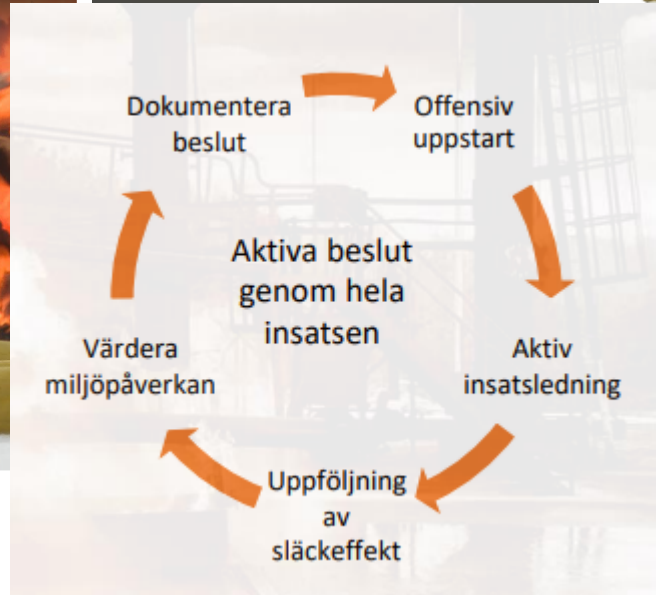 Dokumentera
beslut
Offensiv
uppstart
Aktiva beslut
genom hela
insatsen
Värdera
miljöpåverkan
Aktiv
insatsledning
Uppföljning
av
släckeffekt